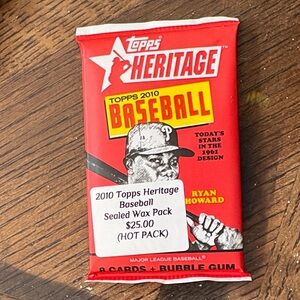 Topps
HERITAGE
TOPPS 2010
BASEBALL
TODAY'S
STARS
IN THE
1961
DESIGN
2010 Topps Heritage
Baseball
Sealed Wax Pack
$25.00
(HOT PACK)
RYAN
HOWARD
MAJOR LEAGUE BASEBALL
CARDS + BUBBLE GUM